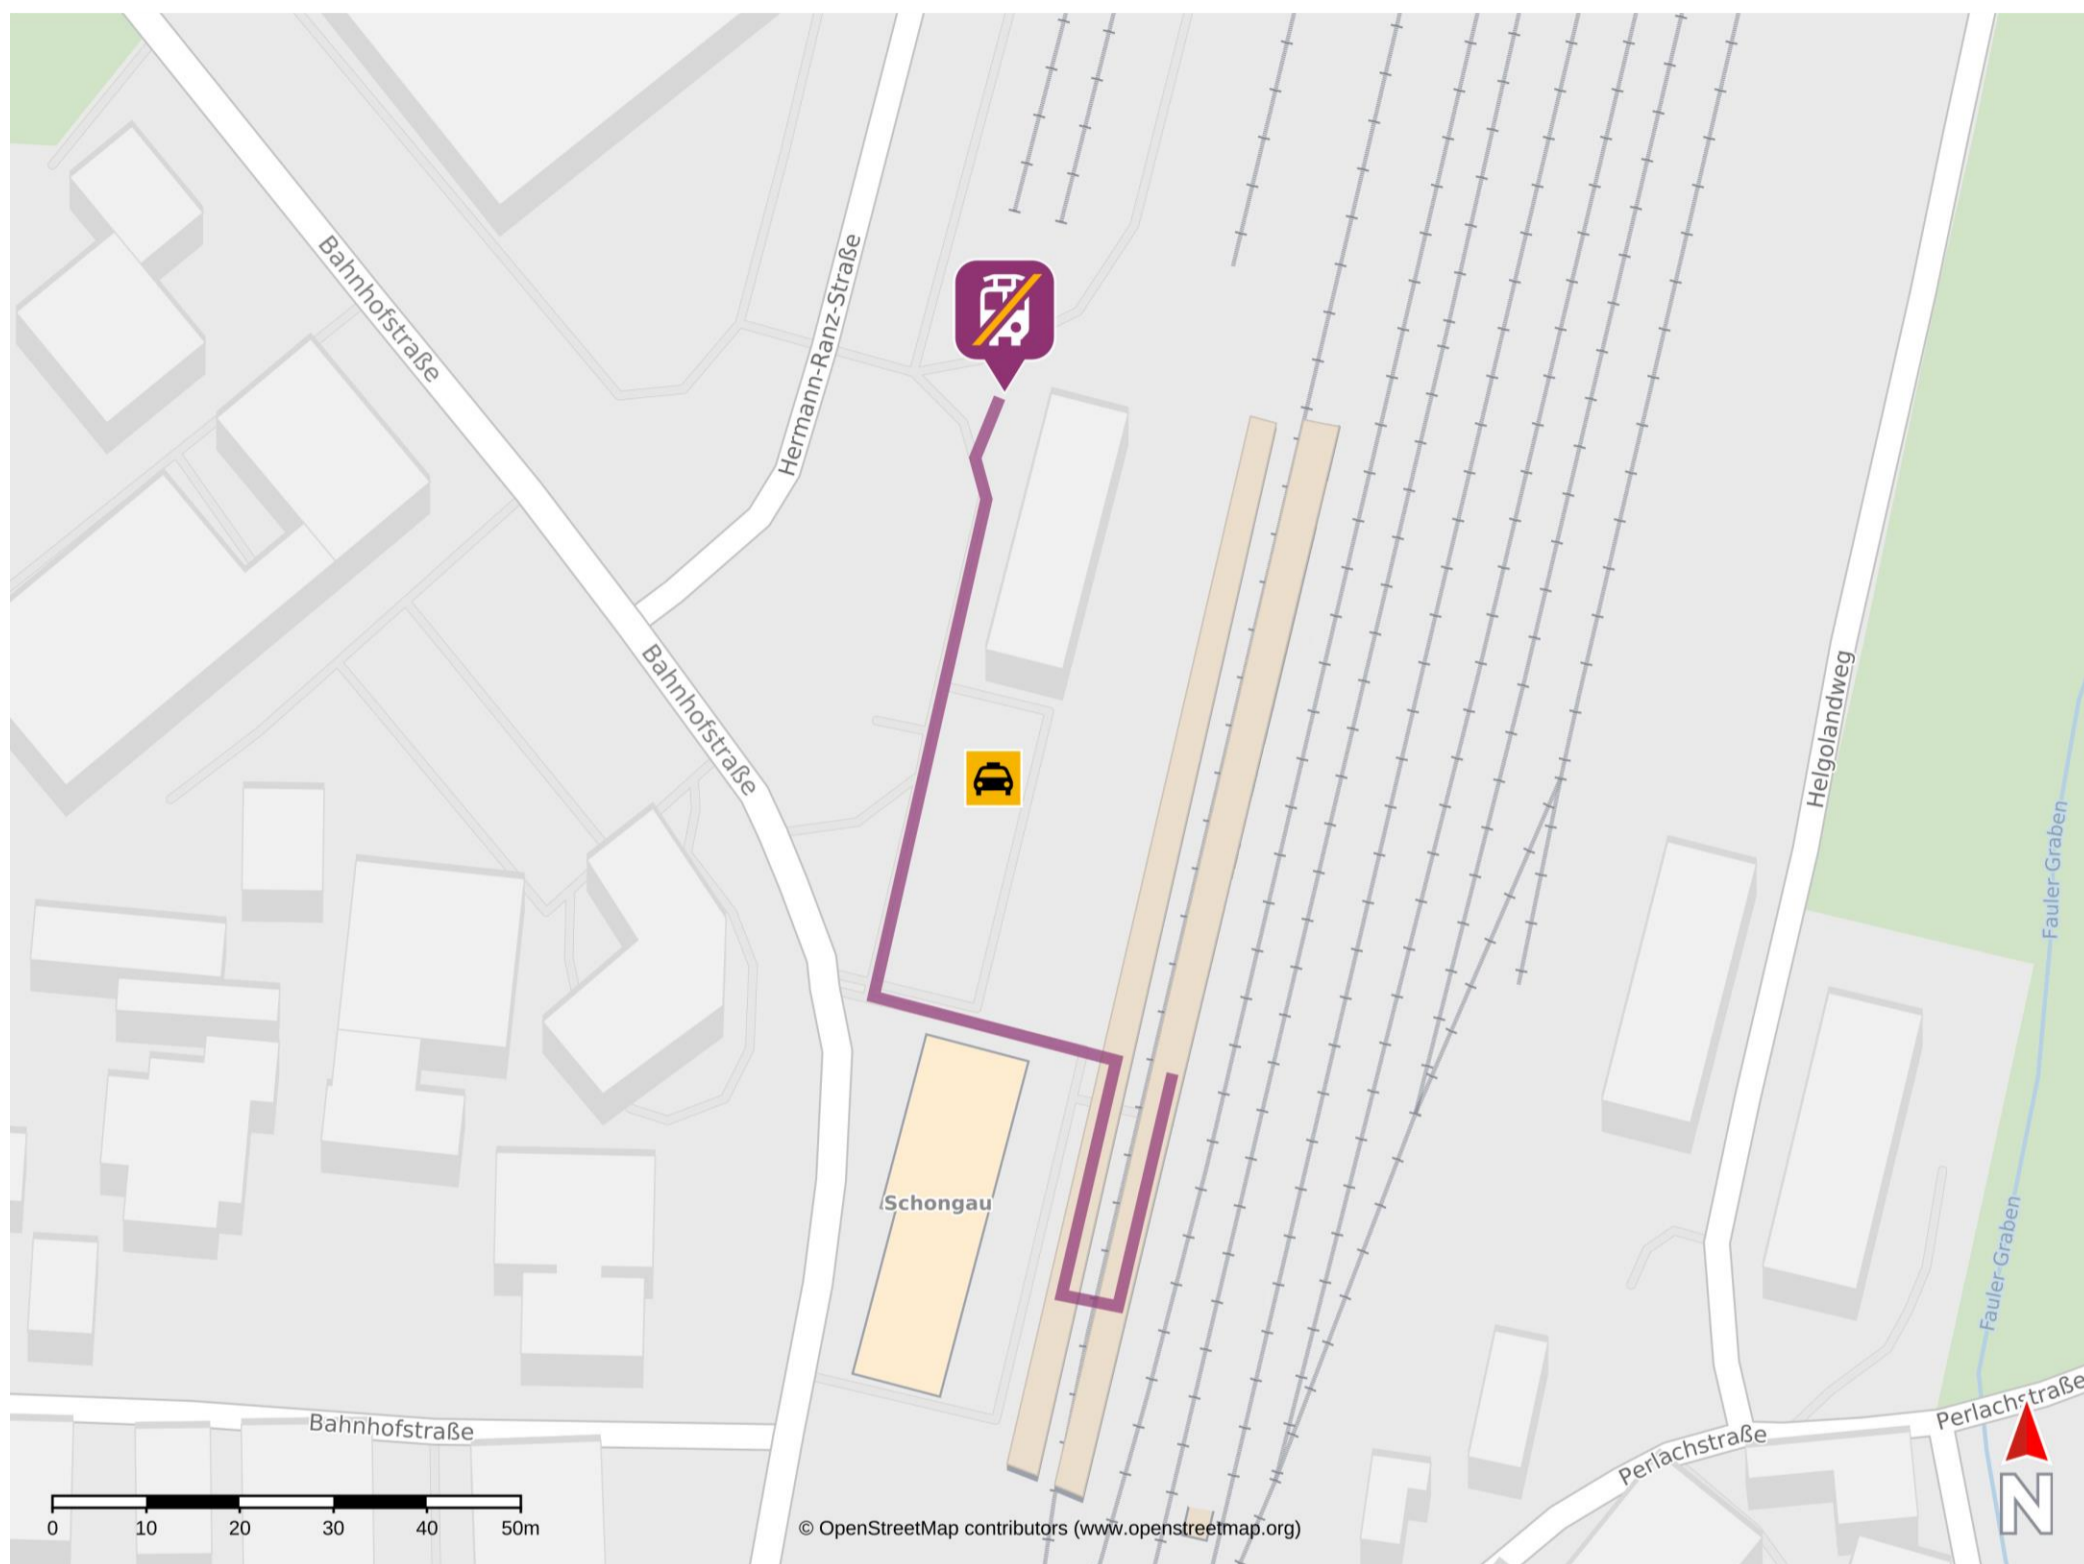 Bahnhofstraße
Hermann-Ranz-Straße
Bahnhofstraße
Helgolandweg
Fauler Graben
Schongau
Fauler Graben
Bahnhofstraße
Perlachstraße
Perlachstraße
0 10 20 30 40 50m
© OpenStreetMap contributors (www.openstreetmap.org)
N